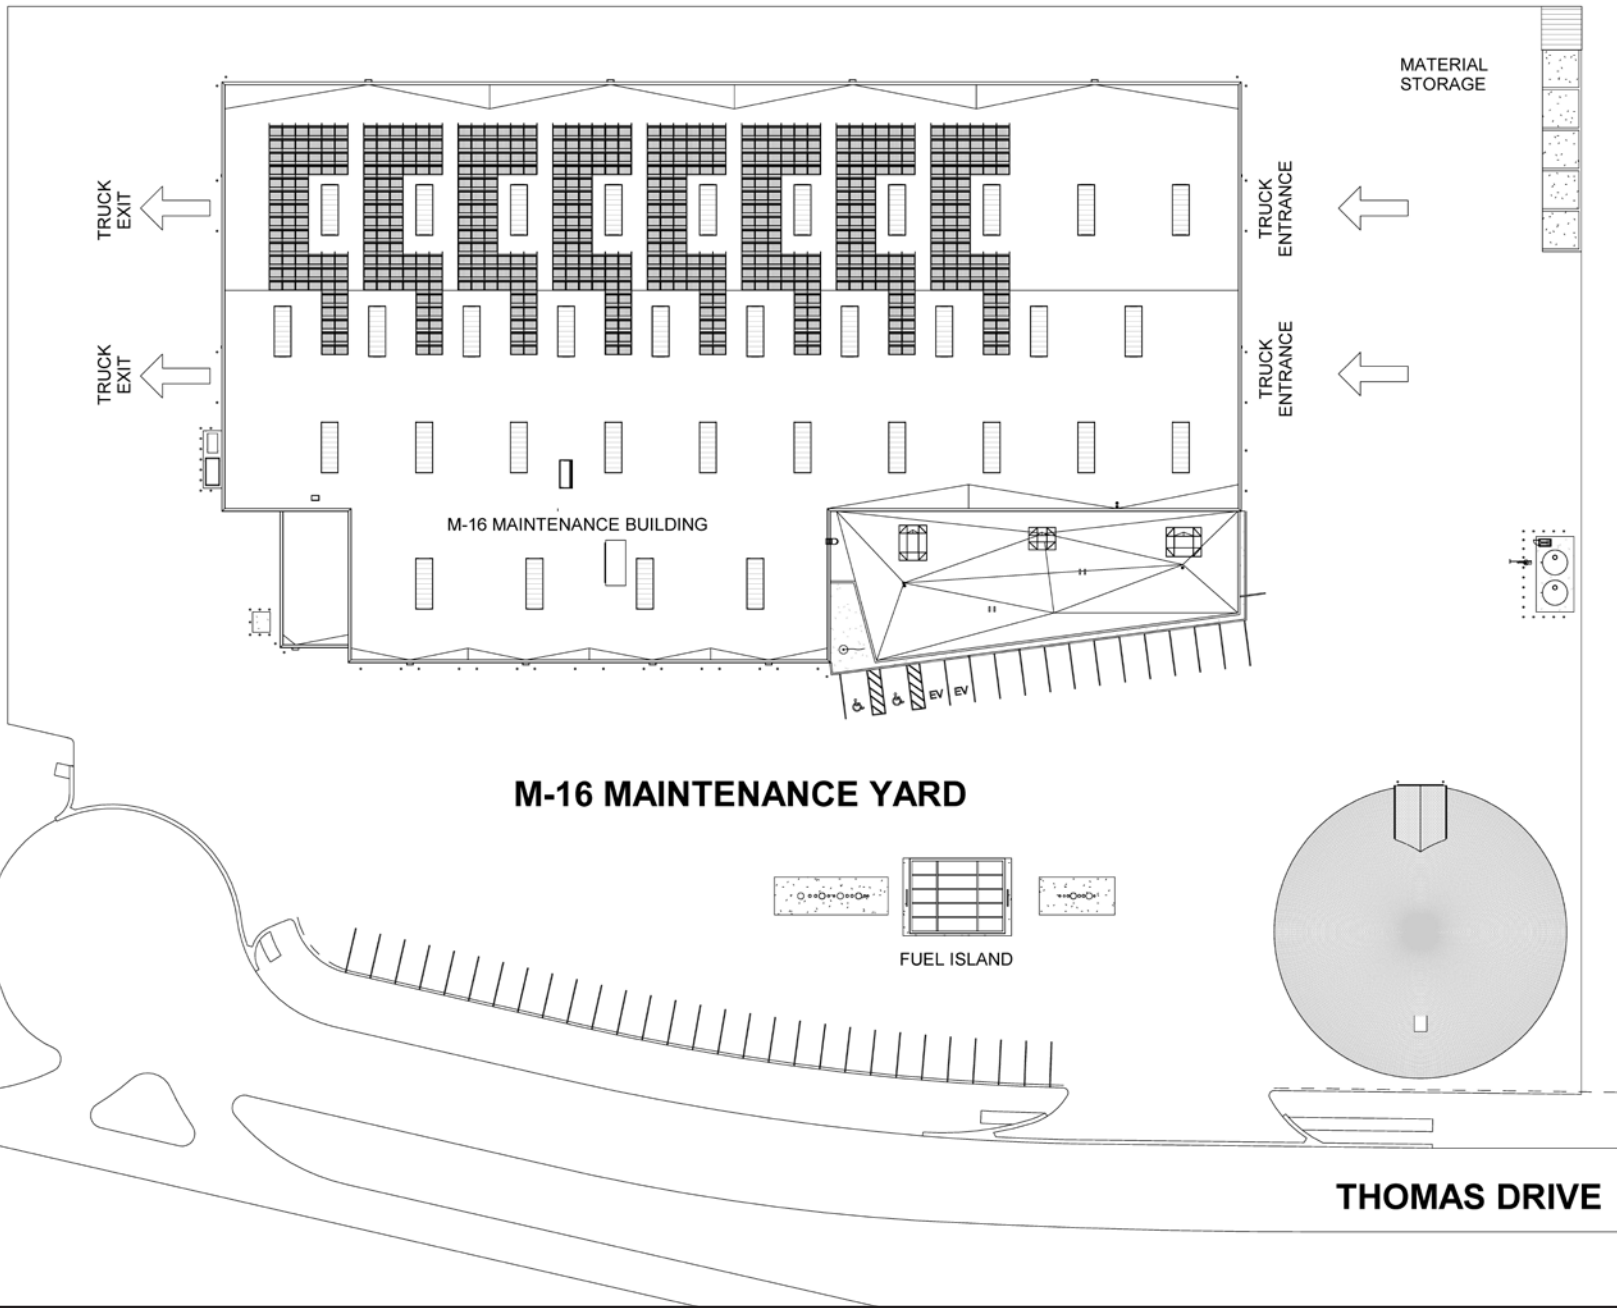 MATERIAL
STORAGE
TRUCK
EXIT
TRUCK
ENTRANCE
TRUCK
EXIT
TRUCK
ENTRANCE
M-16 MAINTENANCE BUILDING
EV
EV
M-16 MAINTENANCE YARD
FUEL ISLAND
THOMAS DRIVE